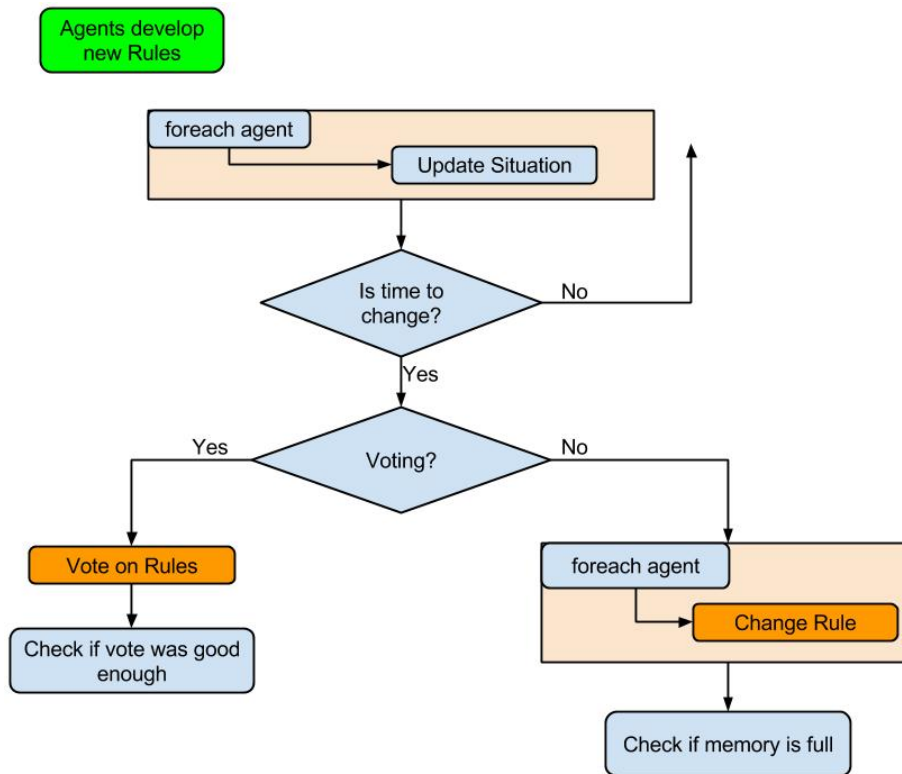 Agents develop
new Rules
foreach agent
Update Situation
Is time to
change?
No
Yes
Voting?
Yes
No
Vote on Rules
Check if vote was good
enough
foreach agent
Change Rule
Check if memory is full